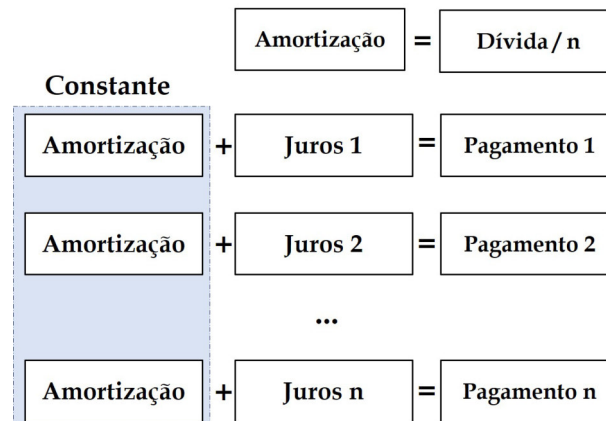 Amortização = Dívida / n
Constante
Amortização + Juros 1 = Pagamento 1
Amortização + Juros 2 = Pagamento 2
...
Amortização + Juros n = Pagamento n